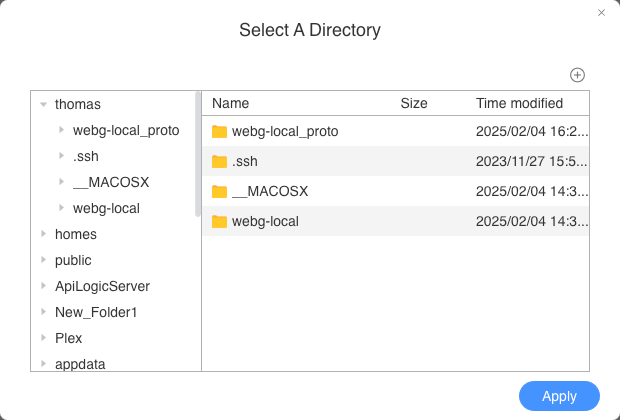 Select A Directory
thomas
webg-local_proto
.ssh
__MACOSX
webg-local
homes
public
ApiLogicServer
New_Folder1
Plex
appdata
Name Size Time modified
webg-local_proto 2025/02/04 16:2...
.ssh 2023/11/27 15:5...
__MACOSX 2025/02/04 14:3...
webg-local 2025/02/04 14:3...
Apply